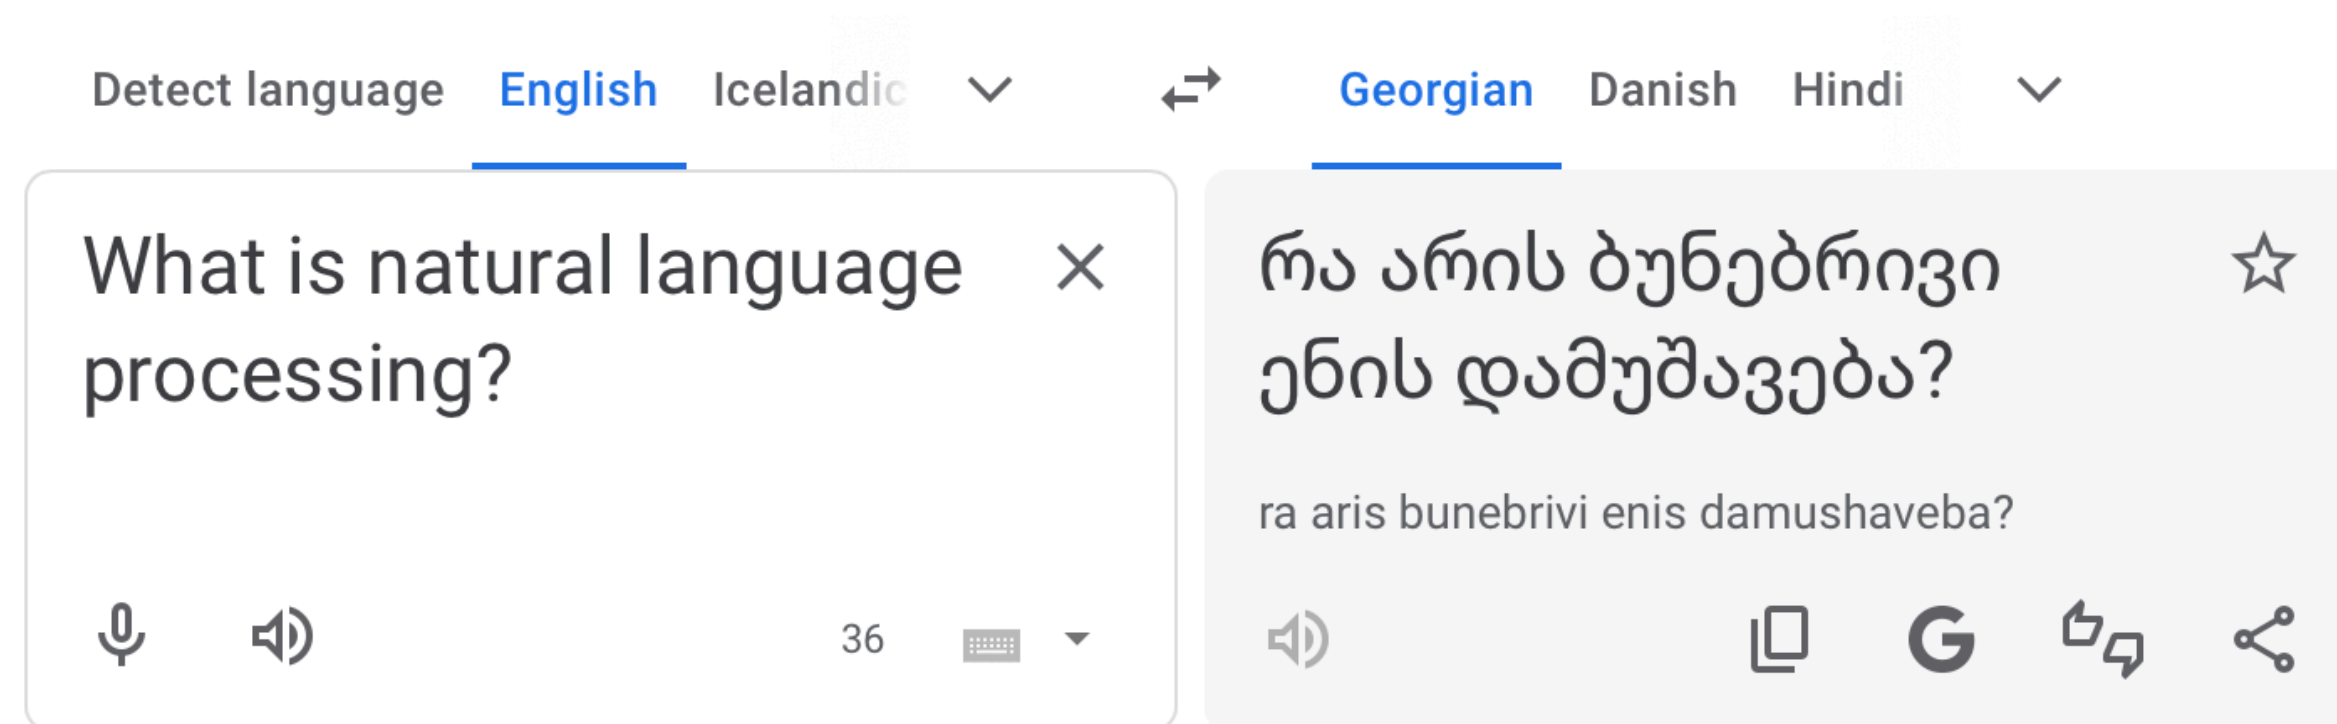 Detect language English Icelandic Georgian Danish Hindi
What is natural language
processing?
36
რა არის ბუნებრივი
ენის დამუშავება?
ra aris bunebrivi enis damushaveba?